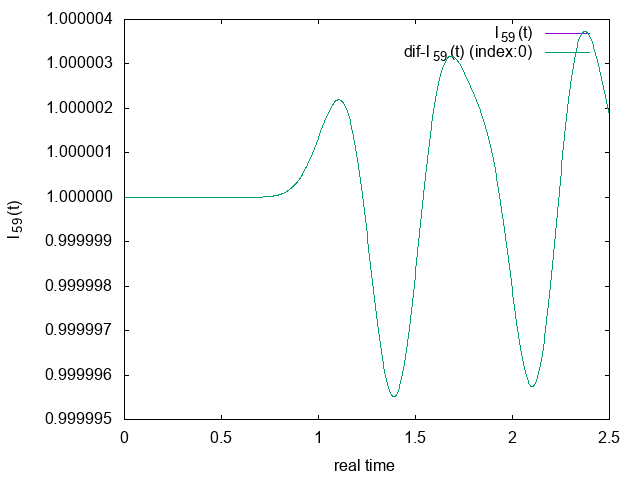 1.000004
1.000003
1.000002
1.000001
1.000000
0.999999
0.999998
0.999997
0.999996
0.999995
I59(t)
dif-I59(t) (index:0)
I59(t)
0 0.5 1 1.5 2 2.5
real time